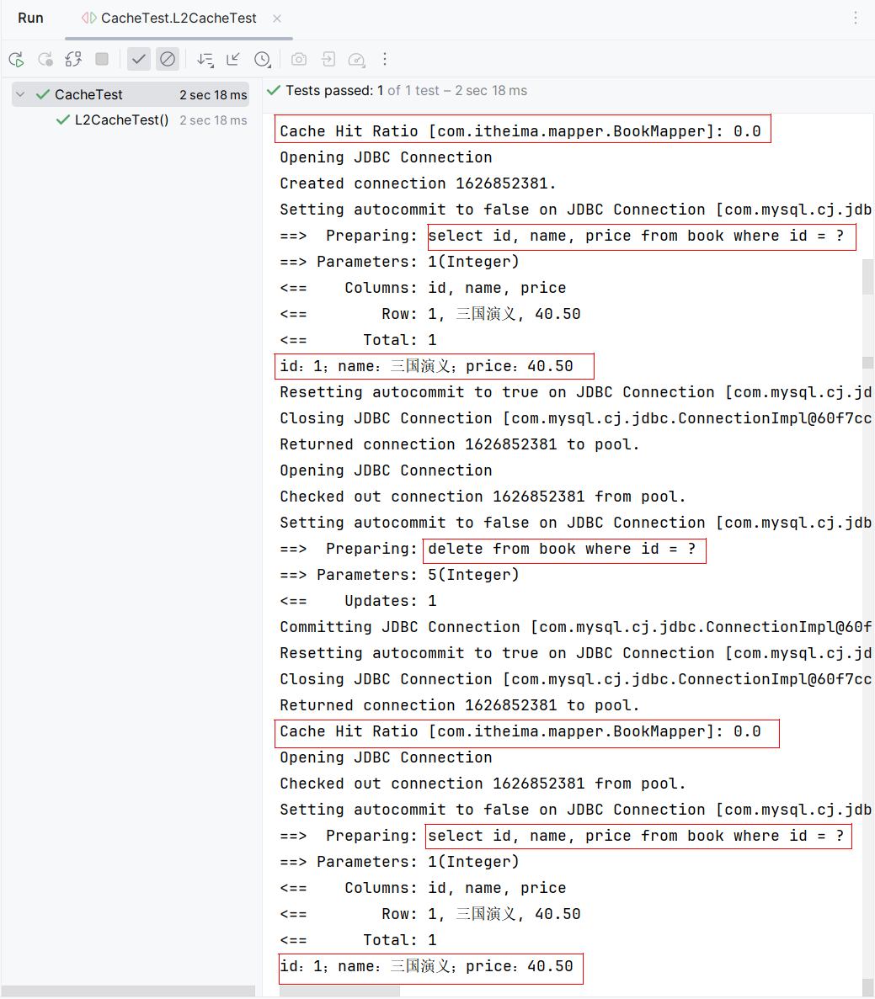 Run CacheTest.L2CacheTest
CacheTest 2 sec 18 ms
L2CacheTest() 2 sec 18 ms
Tests passed: 1 of 1 test – 2 sec 18 ms
Cache Hit Ratio [com.itheima.mapper.BookMapper]: 0.0
Opening JDBC Connection
Created connection 1626852381.
Setting autocommit to false on JDBC Connection [com.mysql.cj.jdb
==>  Preparing: select id, name, price from book where id = ?
==> Parameters: 1(Integer)
<==    Columns: id, name, price
<==        Row: 1, 三国演义, 40.50
<==      Total: 1
id：1；name：三国演义；price：40.50
Resetting autocommit to true on JDBC Connection [com.mysql.cj.jd
Closing JDBC Connection [com.mysql.cj.jdbc.ConnectionImpl@60f7cc
Returned connection 1626852381 to pool.
Opening JDBC Connection
Checked out connection 1626852381 from pool.
Setting autocommit to false on JDBC Connection [com.mysql.cj.jdb
==>  Preparing: delete from book where id = ?
==> Parameters: 5(Integer)
<==    Updates: 1
Committing JDBC Connection [com.mysql.cj.jdbc.ConnectionImpl@60f
Resetting autocommit to true on JDBC Connection [com.mysql.cj.jd
Closing JDBC Connection [com.mysql.cj.jdbc.ConnectionImpl@60f7cc
Returned connection 1626852381 to pool.
Cache Hit Ratio [com.itheima.mapper.BookMapper]: 0.0
Opening JDBC Connection
Checked out connection 1626852381 from pool.
Setting autocommit to false on JDBC Connection [com.mysql.cj.jdb
==>  Preparing: select id, name, price from book where id = ?
==> Parameters: 1(Integer)
<==    Columns: id, name, price
<==        Row: 1, 三国演义, 40.50
<==      Total: 1
id：1；name：三国演义；price：40.50